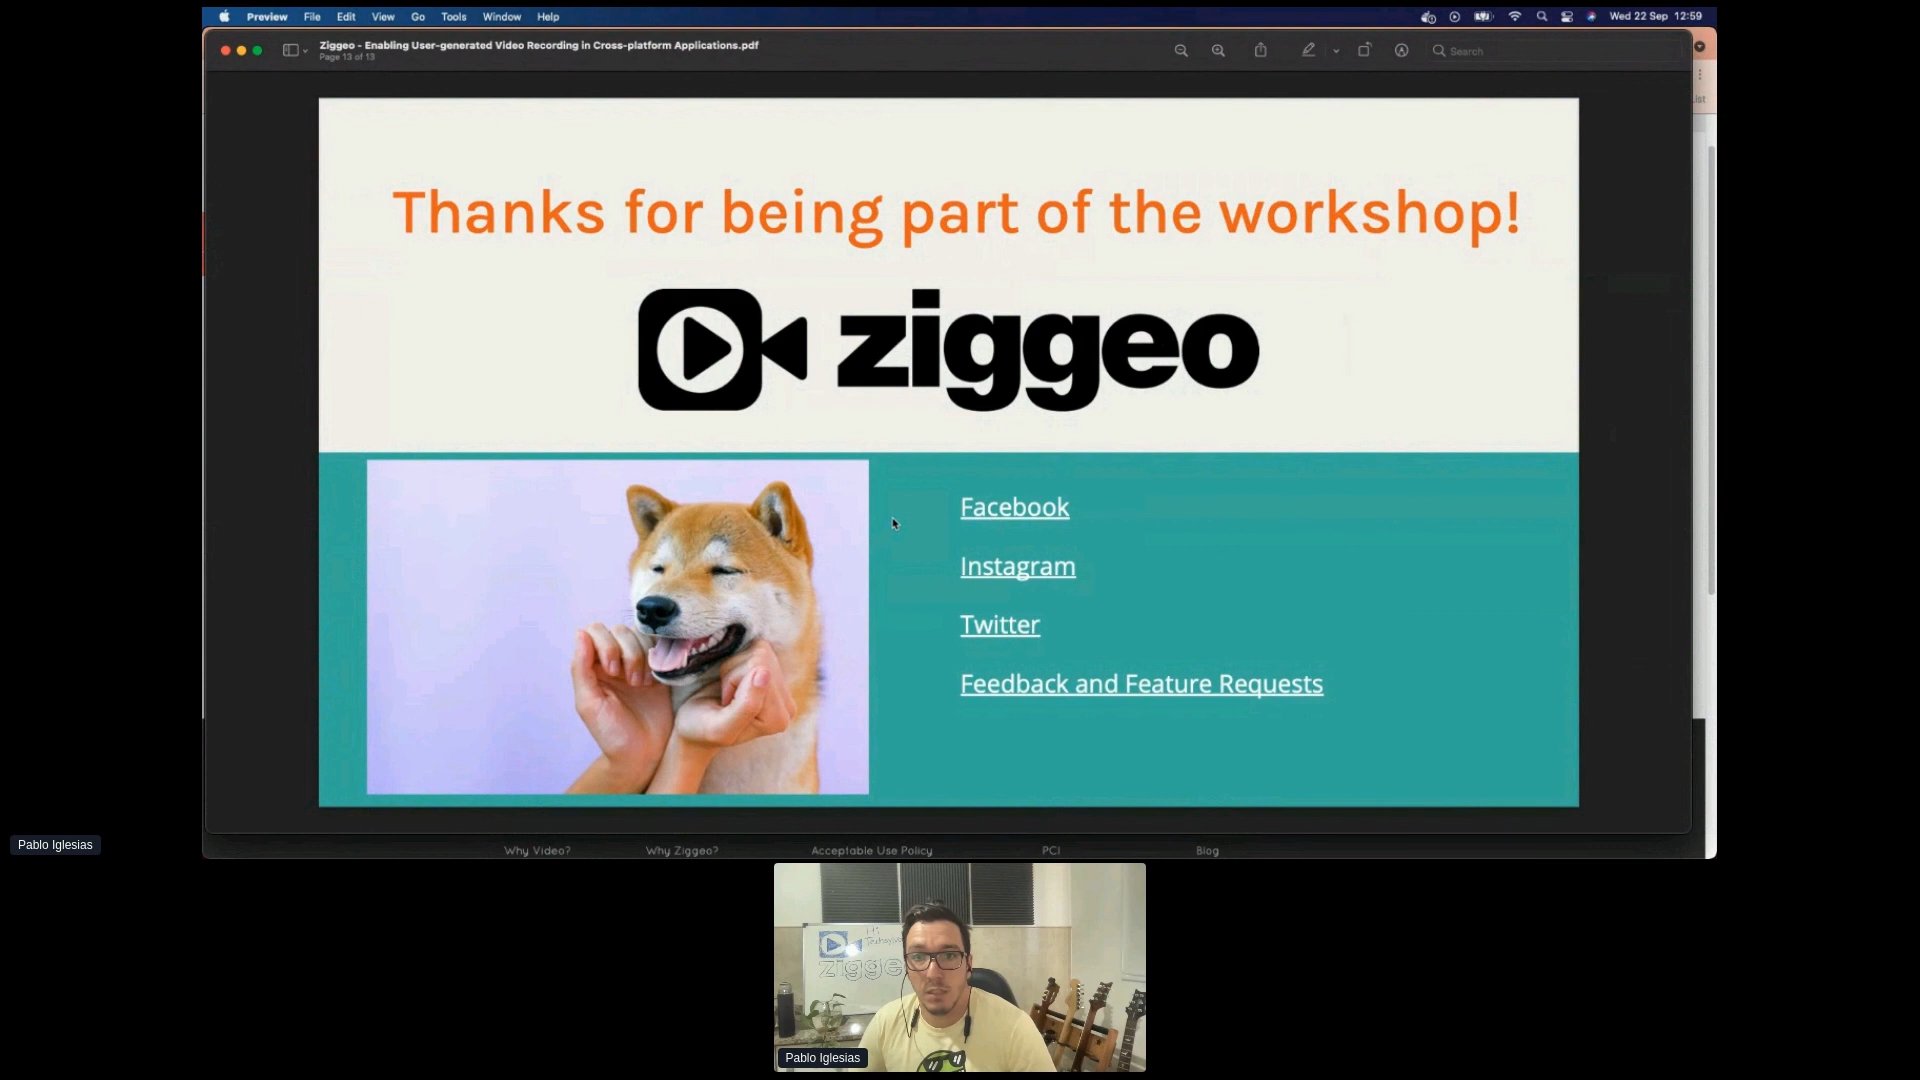 Preview File Edit View Go Tools Window Help
Wed 22 Sep 12:59
Ziggeo - Enabling User-generated Video Recording in Cross-platform Applications.pdf
Page 13 of 13
Search
Thanks for being part of the workshop!
ziggeo
Facebook
Instagram
Twitter
Feedback and Feature Requests
Why Video? Why Ziggeo? Acceptable Use Policy PCI Blog
Pablo Iglesias
Hi
zigge
Pablo Iglesias